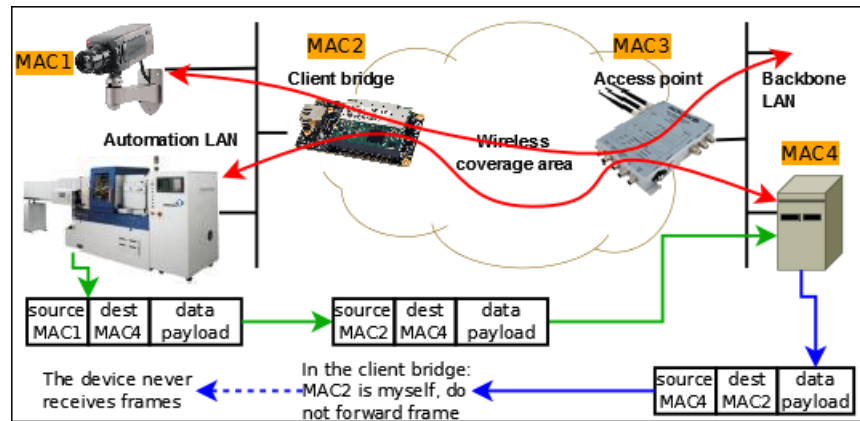 MAC1
MAC2
MAC3
Client bridge
Access point
Backbone
LAN
Automation LAN
Wireless
coverage area
MAC4
source
MAC1
dest
MAC4
data
payload
source
MAC2
dest
MAC4
data
payload
The device never
receives frames
In the client bridge:
MAC2 is myself, do
not forward frame
source
MAC4
dest
MAC2
data
payload